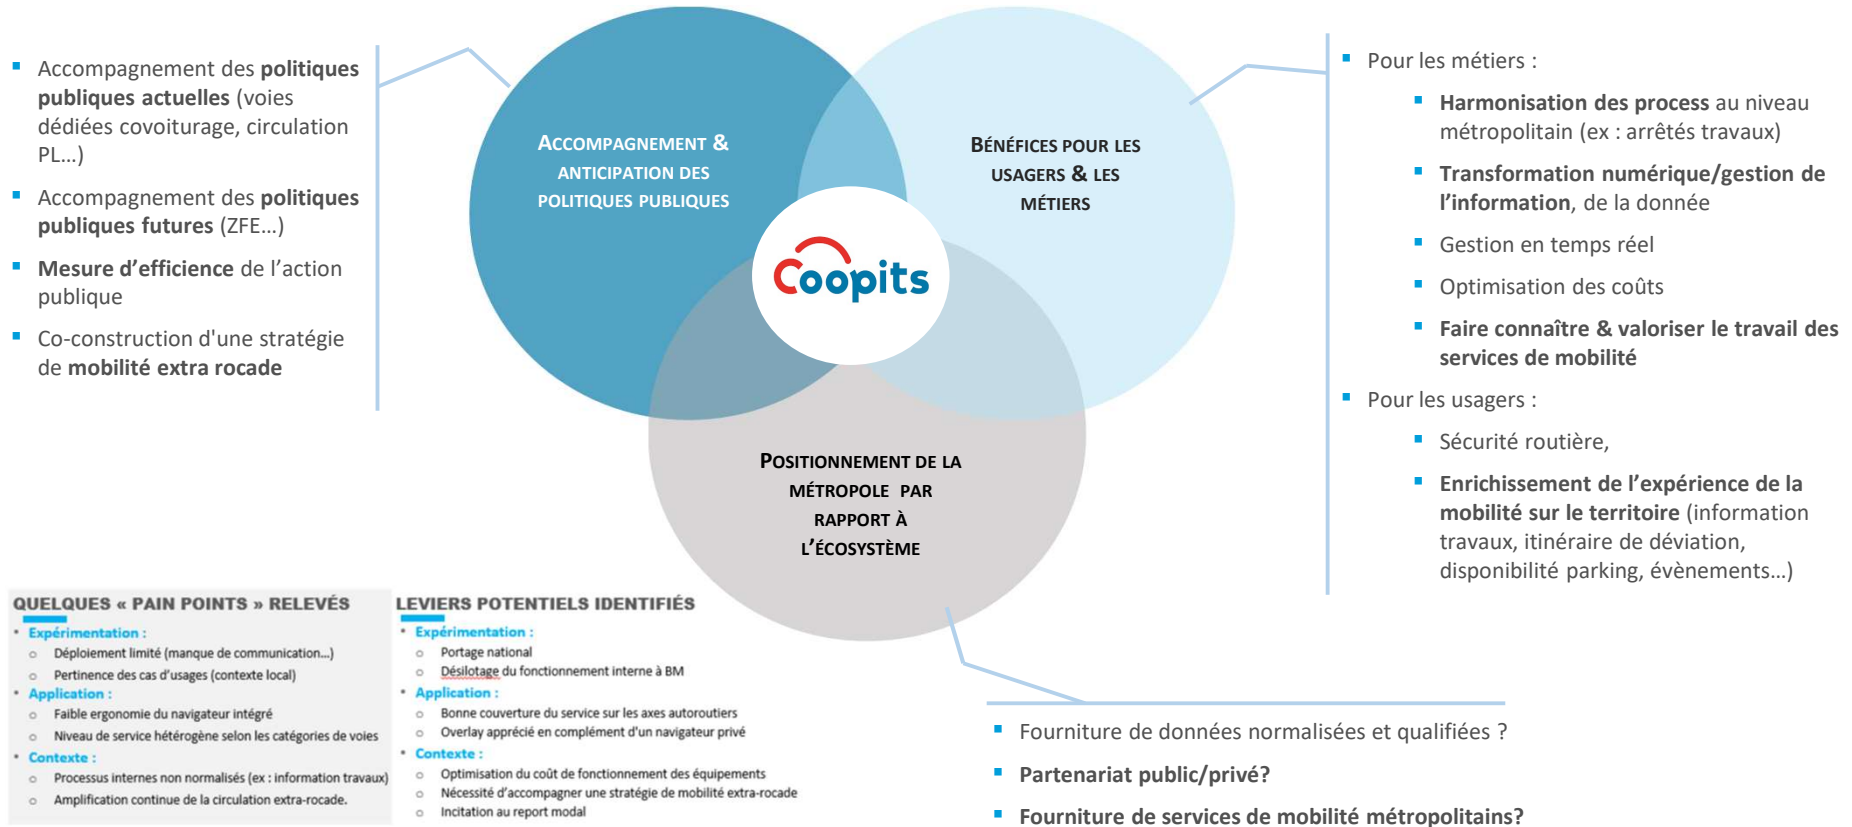 ▪ Accompagnement des politiques
publiques actuelles (voies
dédiées covoiturage, circulation
PL…)
▪ Accompagnement des politiques
publiques futures (ZFE…)
▪ Mesure d’efficience de l’action
publique
▪ Co-construction d'une stratégie
de mobilité extra rocade
ACCOMPAGNEMENT &
ANTICIPATION DES
POLITIQUES PUBLIQUES
BÉNÉFICES POUR LES
USAGERS & LES
MÉTIERS
Coopits
POSITIONNEMENT DE LA
MÉTROPOLE PAR
RAPPORT À
L’ÉCOSYSTÈME
▪ Pour les métiers :
▪ Harmonisation des process au niveau
métropolitain (ex : arrêtés travaux)
▪ Transformation numérique/gestion de
l’information, de la donnée
▪ Gestion en temps réel
▪ Optimisation des coûts
▪ Faire connaître & valoriser le travail des
services de mobilité
▪ Pour les usagers :
▪ Sécurité routière,
▪ Enrichissement de l’expérience de la
mobilité sur le territoire (information
travaux, itinéraire de déviation,
disponibilité parking, évènements…)
QUELQUES « PAIN POINTS » RELEVÉS
• Expérimentation :
o Déploiement limité (manque de communication…)
o Pertinence des cas d’usages (contexte local)
• Application :
o Faible ergonomie du navigateur intégré
o Niveau de service hétérogène selon les catégories de voies
• Contexte :
o Processus internes non normalisés (ex : information travaux)
o Amplification continue de la circulation extra-rocade.
LEVIERS POTENTIELS IDENTIFIÉS
• Expérimentation :
o Portage national
o Désilotage du fonctionnement interne à BM
• Application :
o Bonne couverture du service sur les axes autoroutiers
o Overlay apprécié en complément d'un navigateur privé
• Contexte :
o Optimisation du coût de fonctionnement des équipements
o Nécessité d’accompagner une stratégie de mobilité extra-rocade
o Incitation au report modal
▪ Fourniture de données normalisées et qualifiées ?
▪ Partenariat public/privé?
▪ Fourniture de services de mobilité métropolitains?